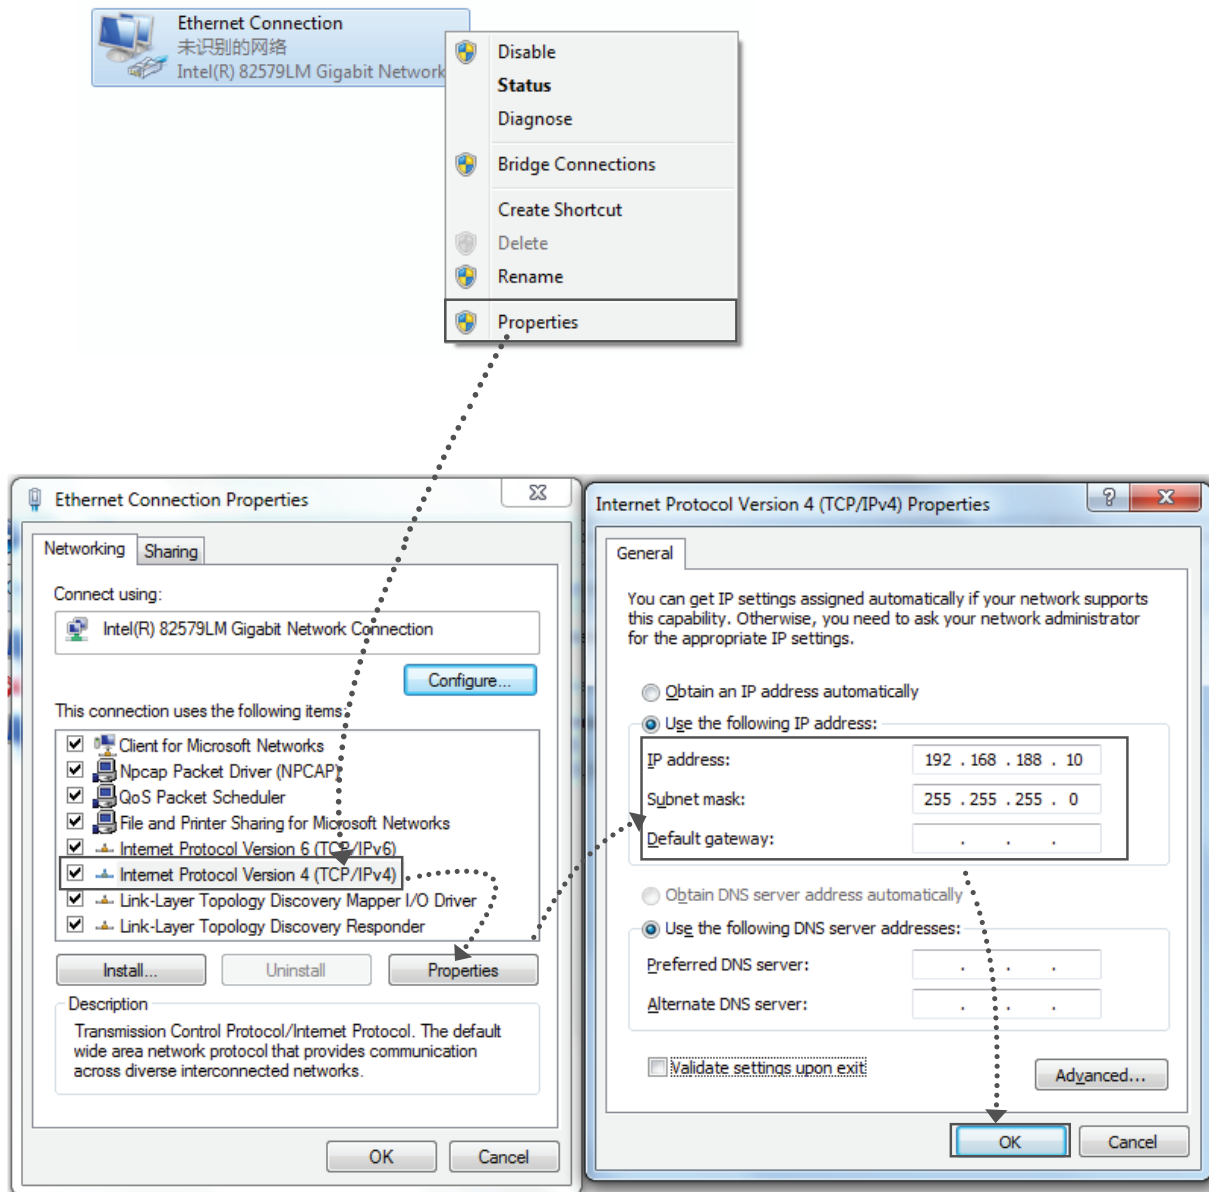 Ethernet Connection
未识别的网络
Intel(R) 82579LM Gigabit Network
Disable
Status
Diagnose
Bridge Connections
Create Shortcut
Delete
Rename
Properties
Ethernet Connection Properties
Networking
Sharing
Connect using:
Intel(R) 82579LM Gigabit Network Connection
Configure...
This connection uses the following items:
Client for Microsoft Networks
Npcap Packet Driver (NPCAP)
QoS Packet Scheduler
File and Printer Sharing for Microsoft Networks
Internet Protocol Version 6 (TCP/IPv6)
Internet Protocol Version 4 (TCP/IPv4)
Link-Layer Topology Discovery Mapper I/O Driver
Link-Layer Topology Discovery Responder
Install...
Uninstall
Properties
Description
Transmission Control Protocol/Internet Protocol. The default
wide area network protocol that provides communication
across diverse interconnected networks.
OK
Cancel
Internet Protocol Version 4 (TCP/IPv4) Properties
General
You can get IP settings assigned automatically if your network supports
this capability. Otherwise, you need to ask your network administrator
for the appropriate IP settings.
Obtain an IP address automatically
Use the following IP address:
IP address: 192 . 168 . 188 . 10
Subnet mask: 255 . 255 . 255 . 0
Default gateway: . . .
Obtain DNS server address automatically
Use the following DNS server addresses:
Preferred DNS server: . . .
Alternate DNS server: . . .
Validate settings upon exit
Advanced...
OK
Cancel